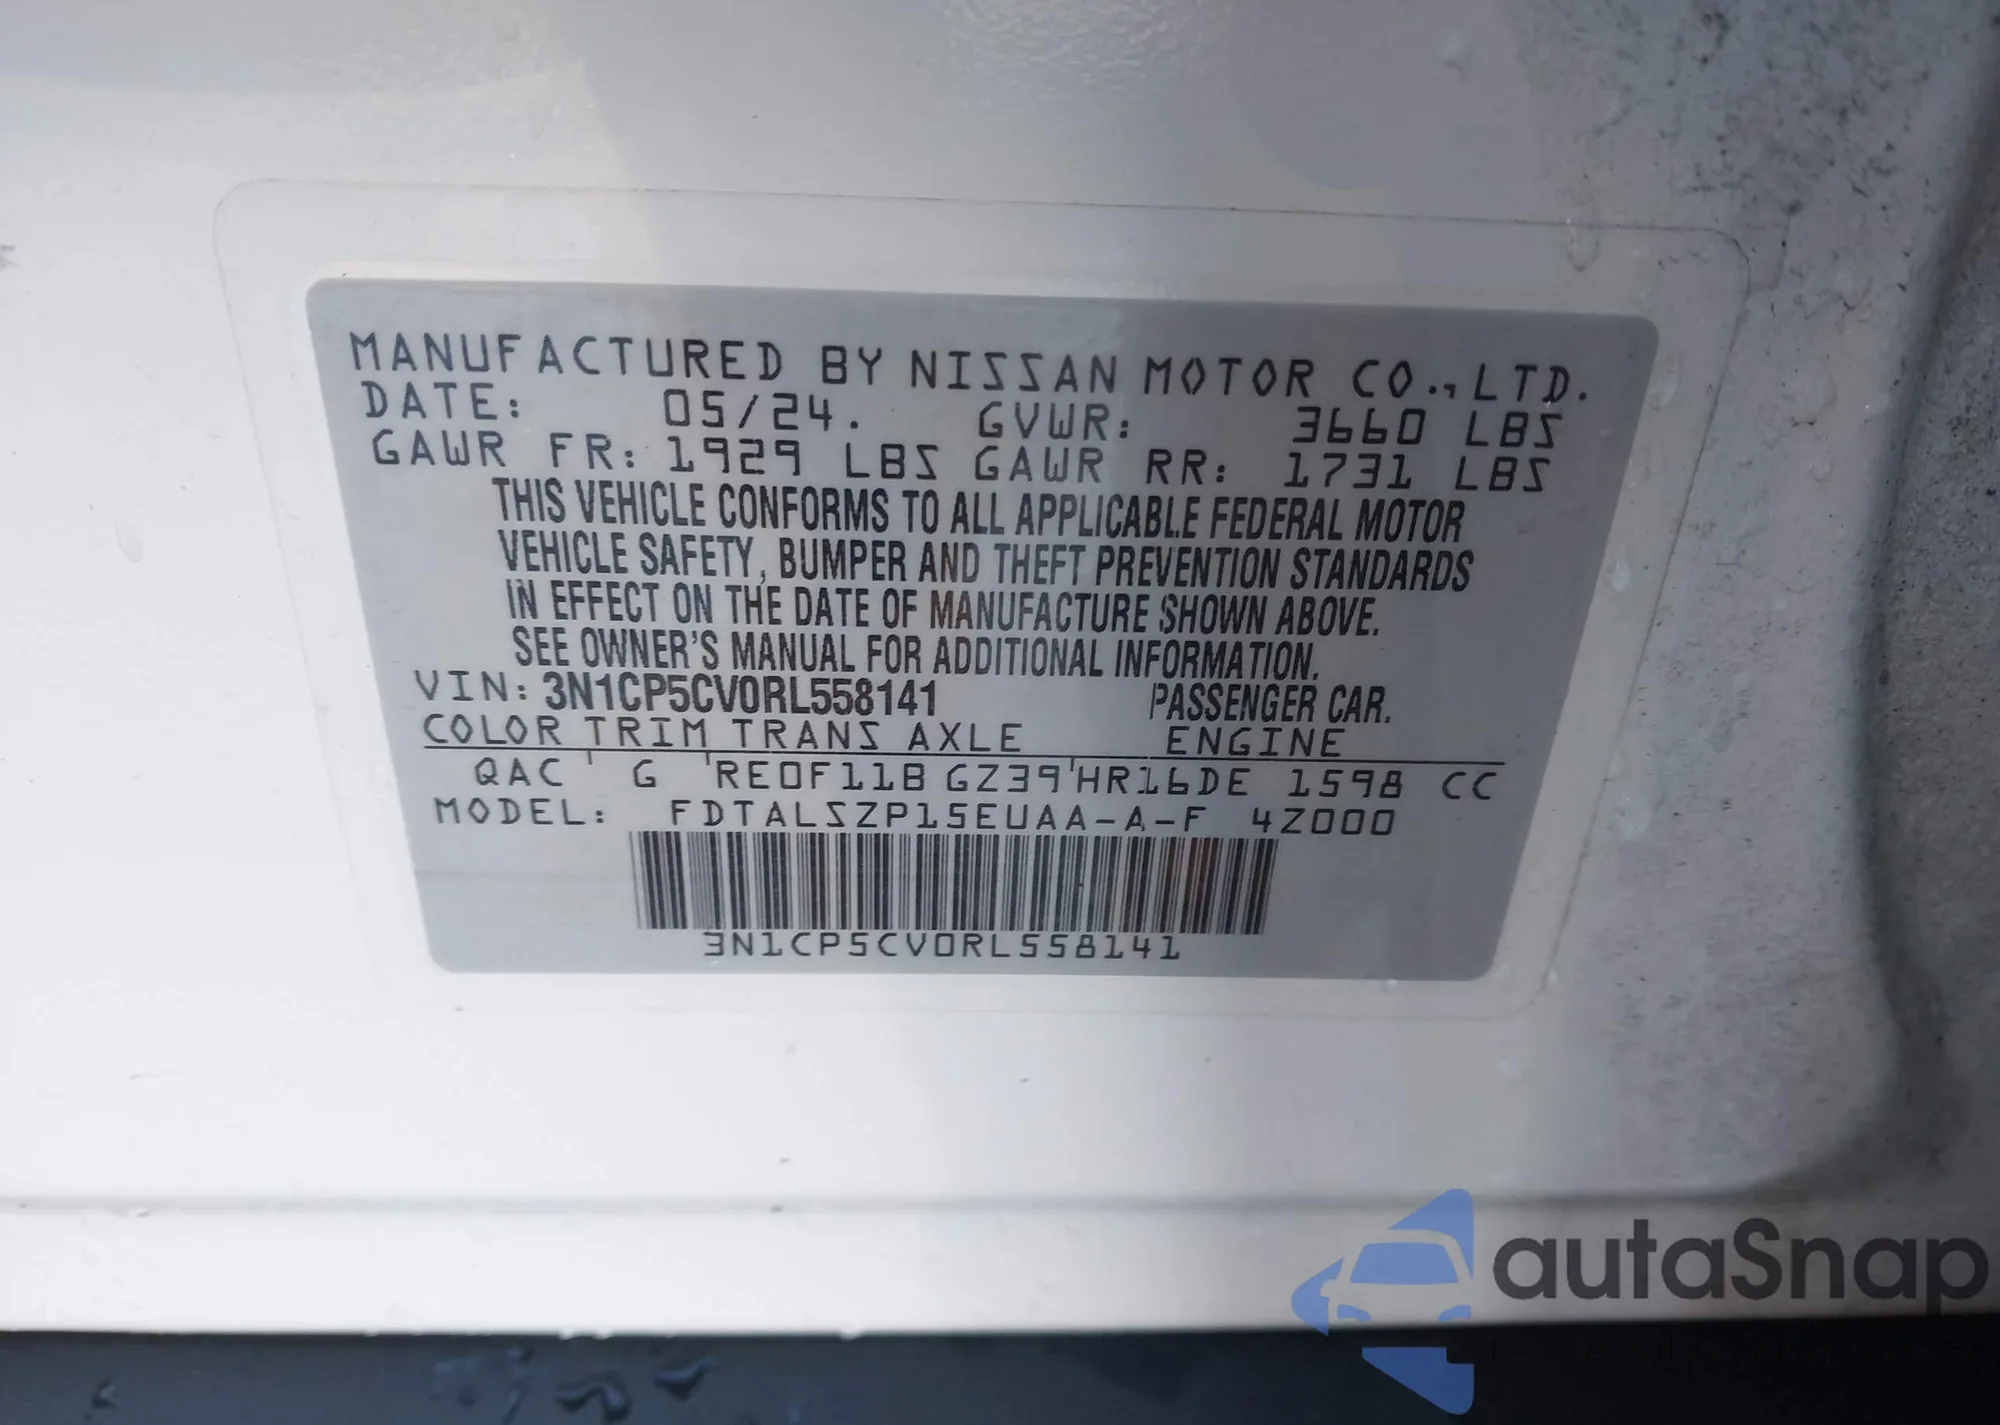 MANUFACTURED BY NISSAN MOTOR CO.,LTD.
DATE: 05/24. GVWR: 3660 LBS
GAWR FR: 1929 LBS GAWR RR: 1731 LBS
THIS VEHICLE CONFORMS TO ALL APPLICABLE FEDERAL MOTOR
VEHICLE SAFETY, BUMPER AND THEFT PREVENTION STANDARDS
IN EFFECT ON THE DATE OF MANUFACTURE SHOWN ABOVE.
SEE OWNER'S MANUAL FOR ADDITIONAL INFORMATION.
VIN: 3N1CP5CV0RL558141 PASSENGER CAR.
COLOR TRIM TRANS AXLE ENGINE
QAC G RE0F11B GZ39 HR16DE 1598 CC
MODEL: FDTALSZP15EUAA-A-F 4Z000
3N1CP5CV0RL558141
autaSnap